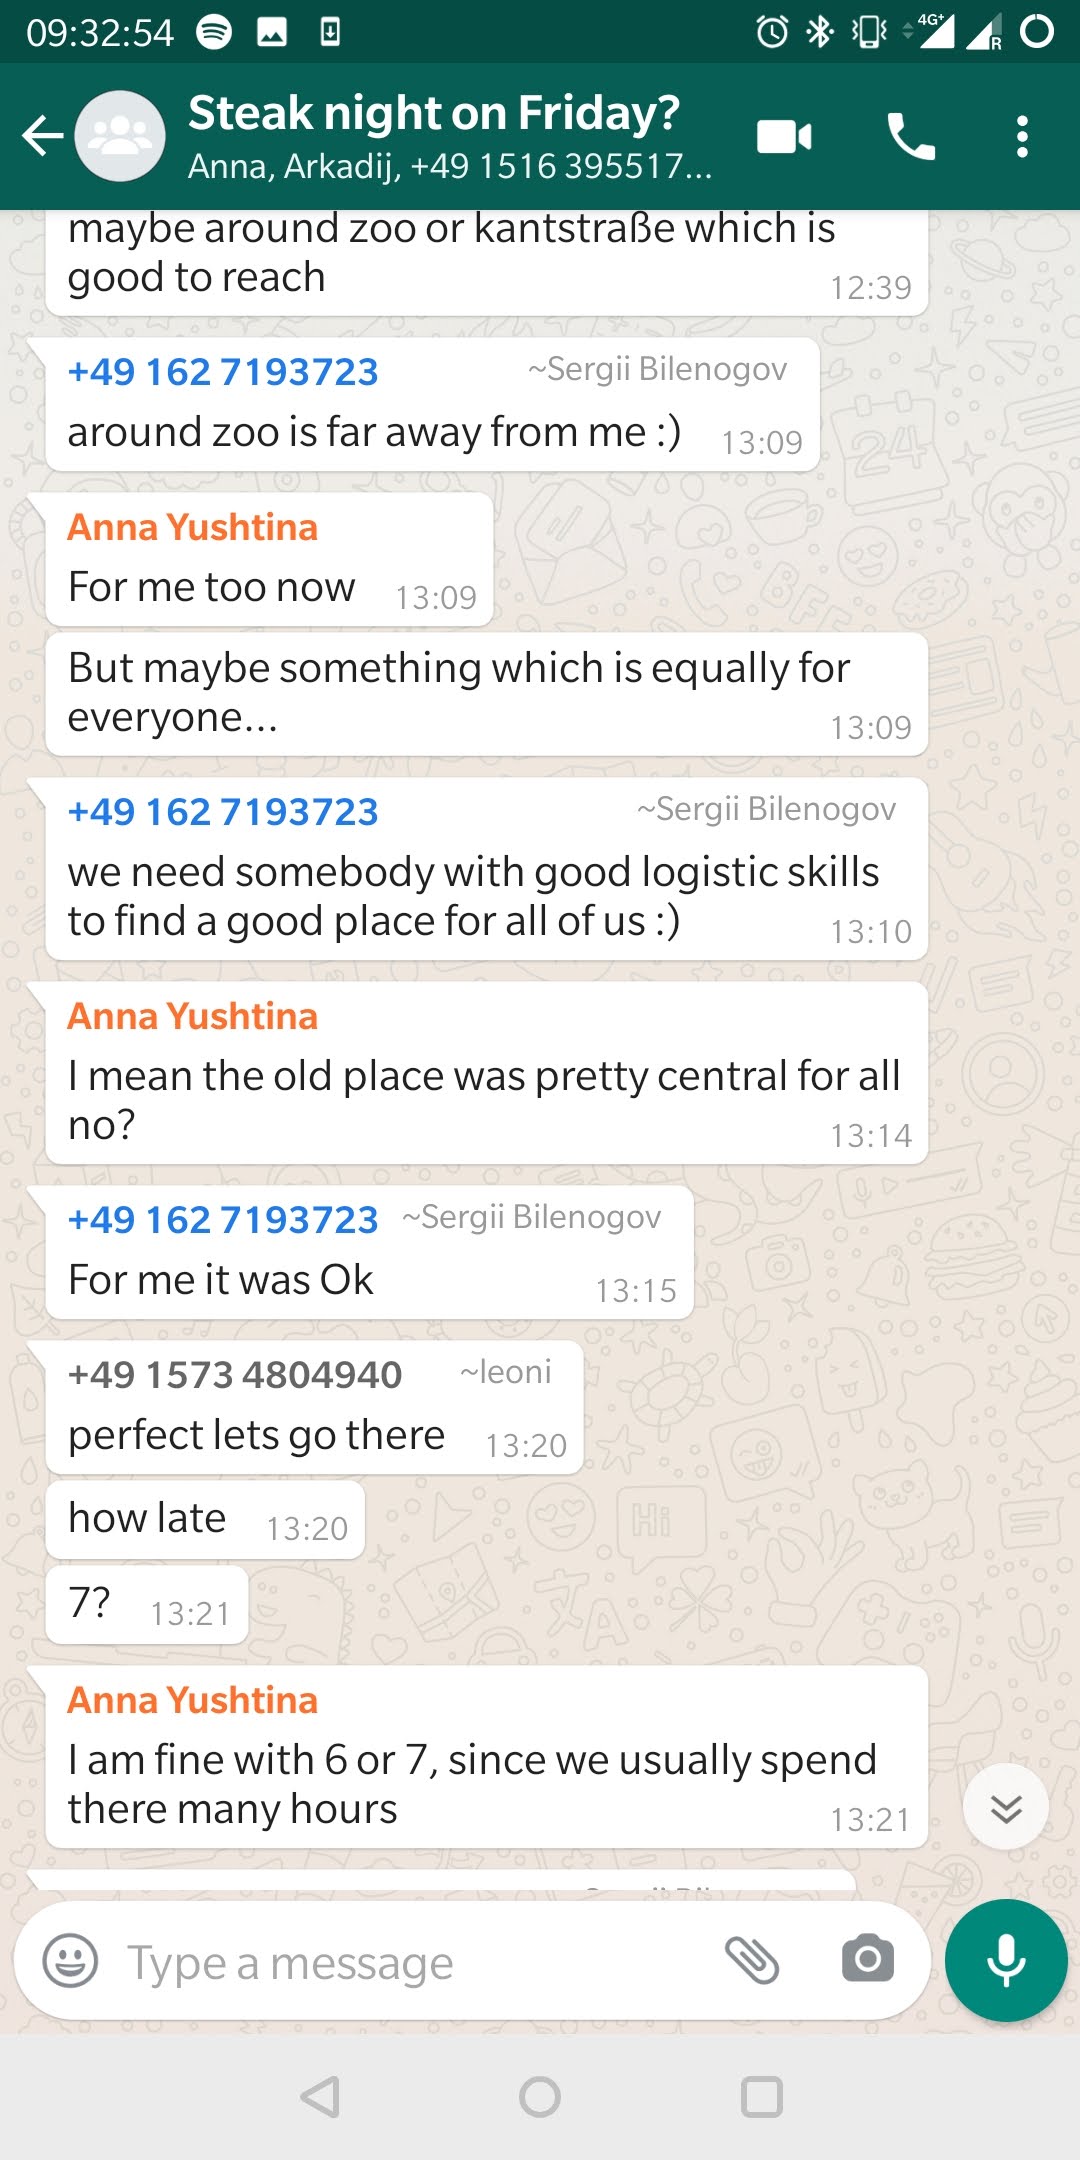 09:32:54
4G+
R
Steak night on Friday?
Anna, Arkadij, +49 1516 395517...
maybe around zoo or kantstraße which is
good to reach
12:39
+49 162 7193723 ~Sergii Bilenogov
around zoo is far away from me :) 13:09
Anna Yushtina
For me too now 13:09
But maybe something which is equally for
everyone...
13:09
+49 162 7193723 ~Sergii Bilenogov
we need somebody with good logistic skills
to find a good place for all of us :)
13:10
Anna Yushtina
I mean the old place was pretty central for all
no?
13:14
+49 162 7193723 ~Sergii Bilenogov
For me it was Ok 13:15
+49 1573 4804940 ~leoni
perfect lets go there 13:20
how late 13:20
7? 13:21
Anna Yushtina
I am fine with 6 or 7, since we usually spend
there many hours
13:21
Type a message